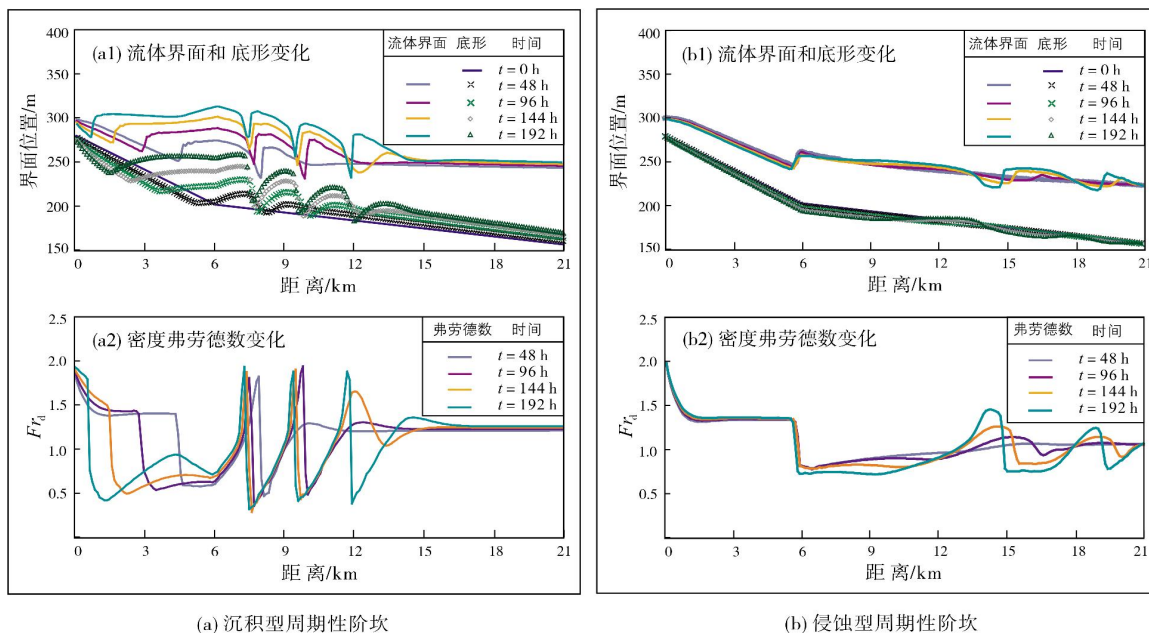 (a1) 流体界面和 底形变化
流体界面 底形 时间
t = 0 h
t = 48 h
t = 96 h
t = 144 h
t = 192 h
400
350
300
250
200
150
界面位置/m
0 3 6 9 12 15 18 21
距 离/km
(a2) 密度弗劳德数变化
弗劳德数 时间
t = 48 h
t = 96 h
t = 144 h
t = 192 h
2.5
2.0
1.5
1.0
0.5
Frd
0 3 6 9 12 15 18 21
距 离/km
(a) 沉积型周期性阶坎
(b1) 流体界面和底形变化
流体界面 底形 时间
t = 0 h
t = 48 h
t = 96 h
t = 144 h
t = 192 h
400
350
300
250
200
150
界面位置/m
0 3 6 9 12 15 18 21
距 离/km
(b2) 密度弗劳德数变化
弗劳德数 时间
t = 48 h
t = 96 h
t = 144 h
t = 192 h
2.5
2.0
1.5
1.0
0.5
Frd
0 3 6 9 12 15 18 21
距 离/km
(b) 侵蚀型周期性阶坎